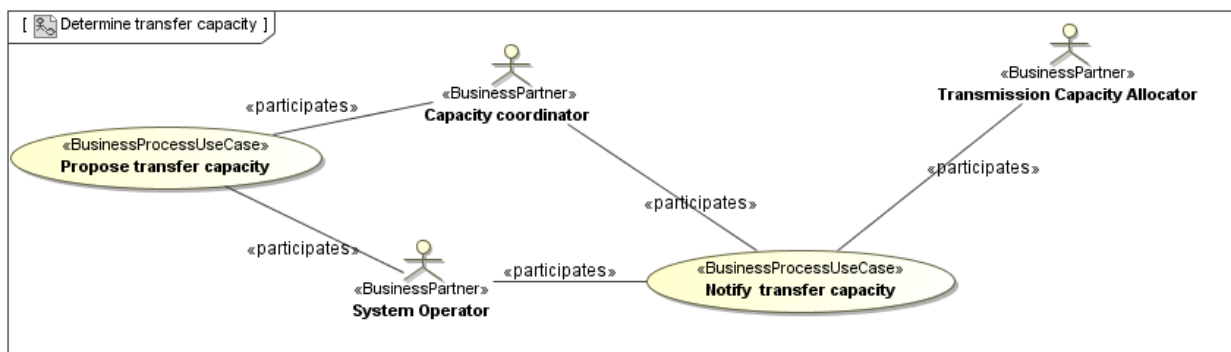 [ Determine transfer capacity ]
«BusinessPartner»
Transmission Capacity Allocator
«BusinessPartner»
Capacity coordinator
«participates»
«BusinessProcessUseCase»
Propose transfer capacity
«participates»
«participates»
«participates»
«BusinessPartner»
System Operator
«participates»
«BusinessProcessUseCase»
Notify transfer capacity